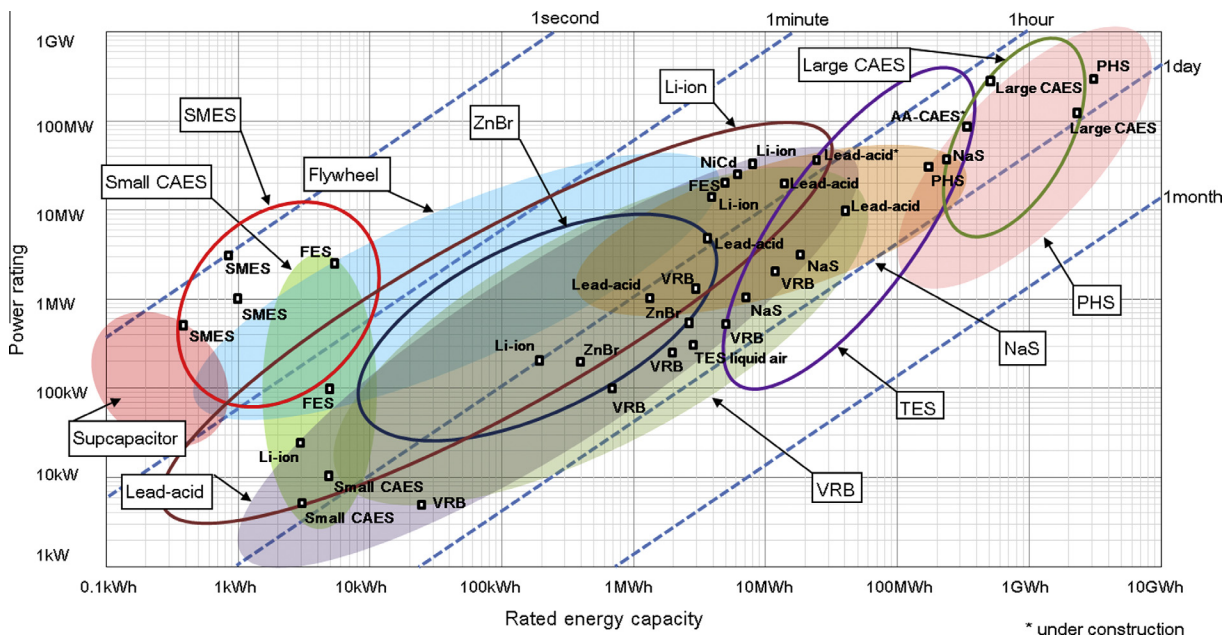 1second
1minute
1hour
1GW
Large CAES
PHS
1day
Li-ion
Large CAES
SMES
ZnBr
100MW
AA-CAES*
Large CAES
Small CAES
Flywheel
NiCd
Li-ion
Lead-acid*
NaS
FES
Lead-acid
PHS
Li-ion
1month
10MW
Lead-acid
FES
Lead-acid
SMES
VRB
NaS
Lead-acid
VRB
1MW
PHS
SMES
ZnBr
NaS
SMES
VRB
NaS
Li-ion
ZnBr
TES liquid air
VRB
100kW
FES
VRB
TES
Supcapacitor
Li-ion
10kW
Small CAES
VRB
VRB
Lead-acid
Small CAES
1kW
Power rating
0.1kWh
1kWh
10kWh
100kWh
1MWh
10MWh
100MWh
1GWh
10GWh
Rated energy capacity
* under construction